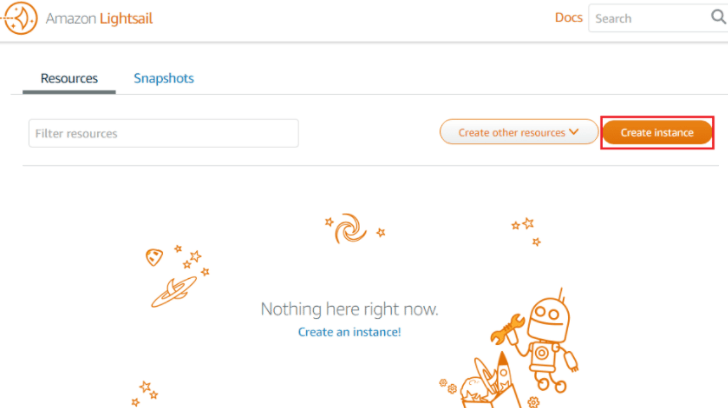 Amazon Lightsail
Docs
Search
Resources
Snapshots
Filter resources
Create other resources
Create instance
Nothing here right now.
Create an instance!